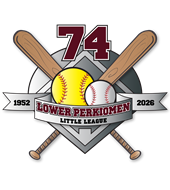 74
1952 2026
LOWER PERKIOMEN
LITTLE LEAGUE